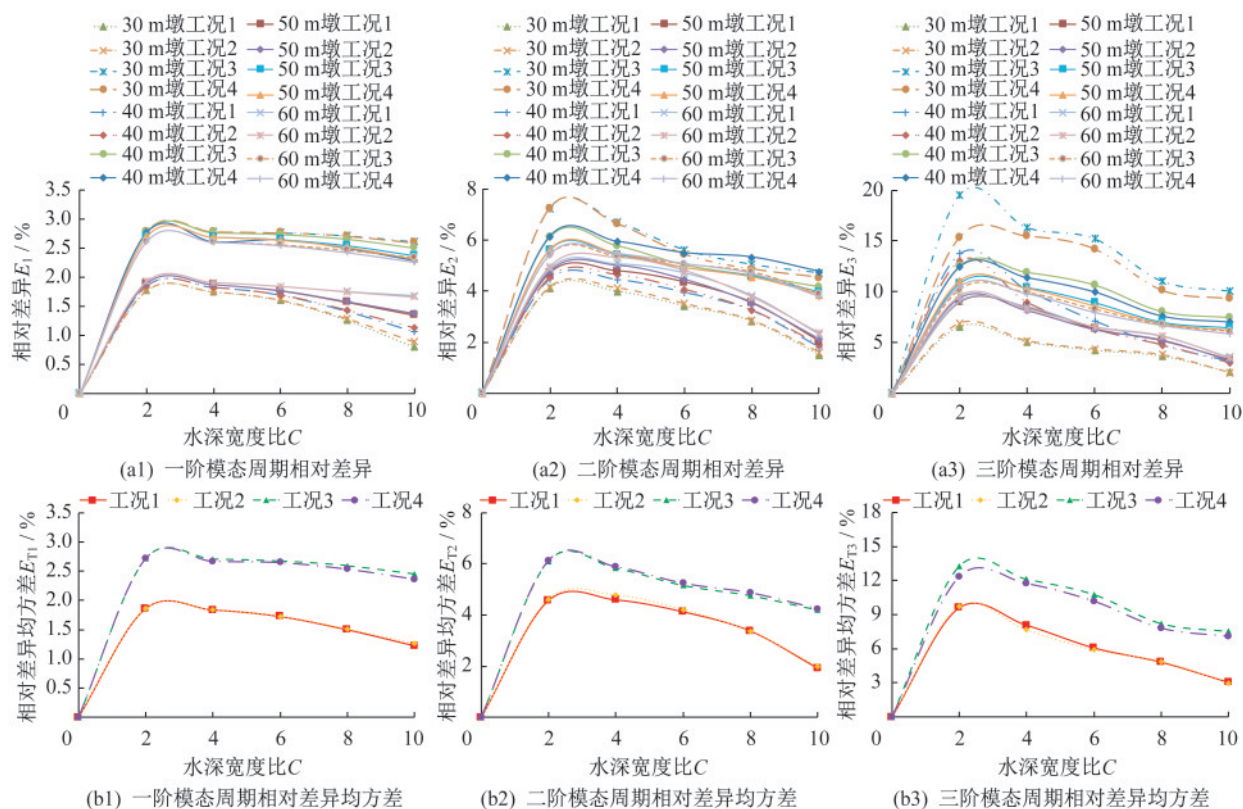 30 m墩工况1 50 m墩工况1
30 m墩工况2 50 m墩工况2
30 m墩工况3 50 m墩工况3
30 m墩工况4 50 m墩工况4
40 m墩工况1 60 m墩工况1
40 m墩工况2 60 m墩工况2
40 m墩工况3 60 m墩工况3
40 m墩工况4 60 m墩工况4
3.5
3.0
2.5
2.0
1.5
1.0
0.5
0 2 4 6 8 10
相对差异E1 / %
水深宽度比C
(a1) 一阶模态周期相对差异
30 m墩工况1 50 m墩工况1
30 m墩工况2 50 m墩工况2
30 m墩工况3 50 m墩工况3
30 m墩工况4 50 m墩工况4
40 m墩工况1 60 m墩工况1
40 m墩工况2 60 m墩工况2
40 m墩工况3 60 m墩工况3
40 m墩工况4 60 m墩工况4
8
6
4
2
0 2 4 6 8 10
相对差异E2 / %
水深宽度比C
(a2) 二阶模态周期相对差异
30 m墩工况1 50 m墩工况1
30 m墩工况2 50 m墩工况2
30 m墩工况3 50 m墩工况3
30 m墩工况4 50 m墩工况4
40 m墩工况1 60 m墩工况1
40 m墩工况2 60 m墩工况2
40 m墩工况3 60 m墩工况3
40 m墩工况4 60 m墩工况4
20
15
10
5
0 2 4 6 8 10
相对差异E3 / %
水深宽度比C
(a3) 三阶模态周期相对差异
工况1 工况2 工况3 工况4
3.5
3.0
2.5
2.0
1.5
1.0
0.5
0 2 4 6 8 10
相对差异均方差ET1 / %
水深宽度比C
(b1) 一阶模态周期相对差异均方差
工况1 工况2 工况3 工况4
8
6
4
2
0 2 4 6 8 10
相对差异均方差ET2 / %
水深宽度比C
(b2) 二阶模态周期相对差异均方差
工况1 工况2 工况3 工况4
18
15
12
9
6
3
0 2 4 6 8 10
相对差异均方差ET3 / %
水深宽度比C
(b3) 三阶模态周期相对差异均方差